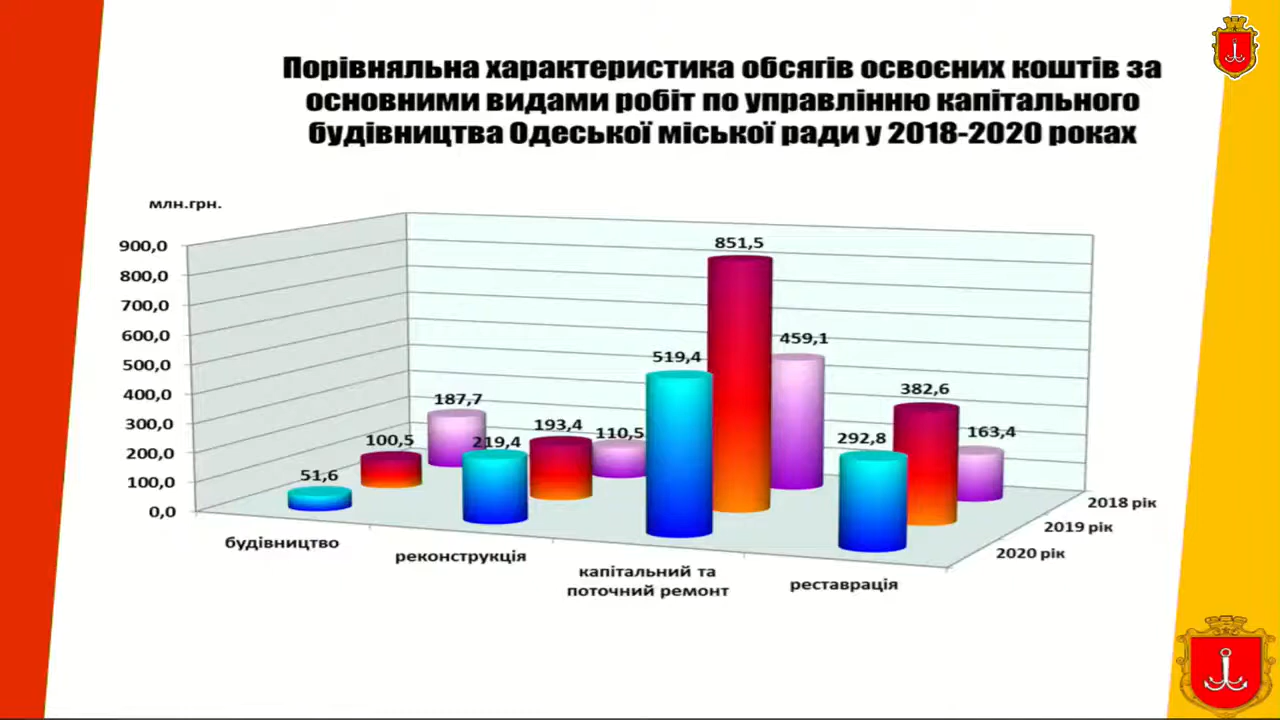 Порівняльна характеристика обсягів освоєних коштів за
основними видами робіт по управлінню капітального
будівництва Одеської міської ради у 2018-2020 роках
млн.грн.
900,0
800,0
700,0
600,0
500,0
400,0
300,0
200,0
100,0
0,0
51,6
100,5
187,7
219,4
193,4
110,5
519,4
851,5
459,1
292,8
382,6
163,4
будівництво
реконструкція
капітальний та
поточний ремонт
реставрація
2018 рік
2019 рік
2020 рік